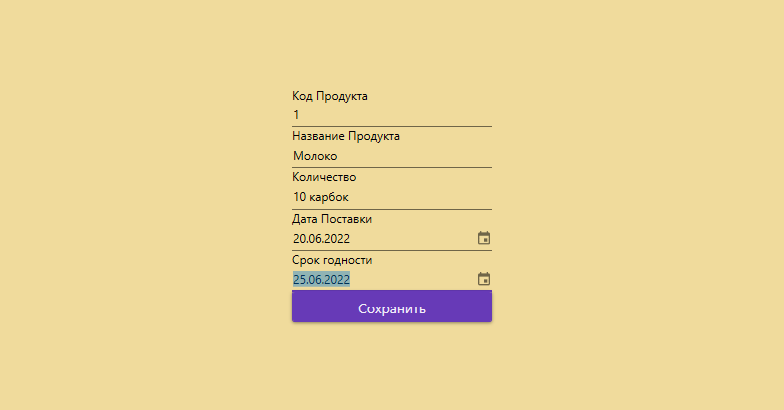 Код Продукта
1
Название Продукта
Молоко
Количество
10 карбок
Дата Поставки
20.06.2022
Срок годности
25.06.2022
Сохранить